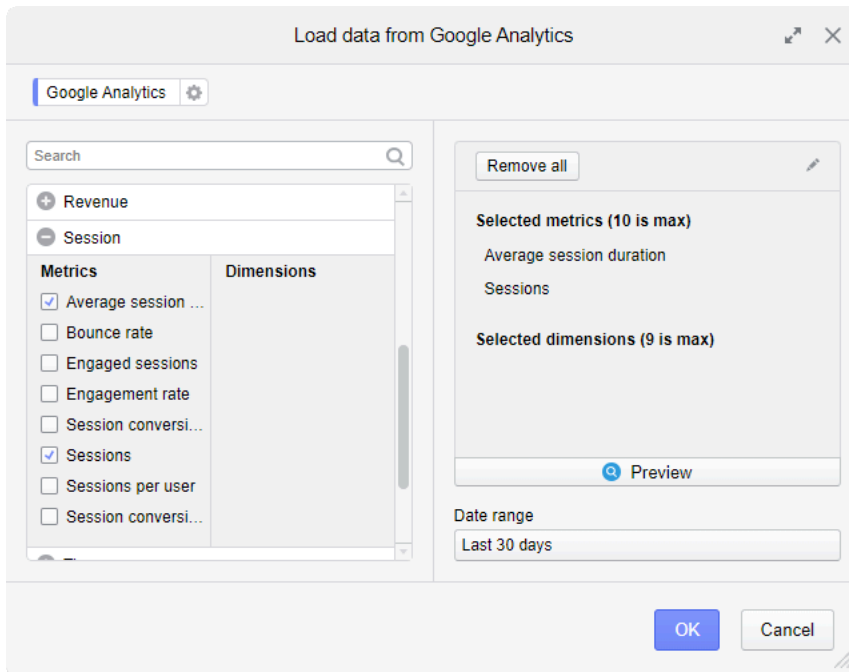 Load data from Google Analytics
Google Analytics
Search
Revenue
Session
Metrics
Dimensions
Average session ...
Bounce rate
Engaged sessions
Engagement rate
Session conversi...
Sessions
Sessions per user
Session conversi...
Remove all
Selected metrics (10 is max)
Average session duration
Sessions
Selected dimensions (9 is max)
Preview
Date range
Last 30 days
OK
Cancel